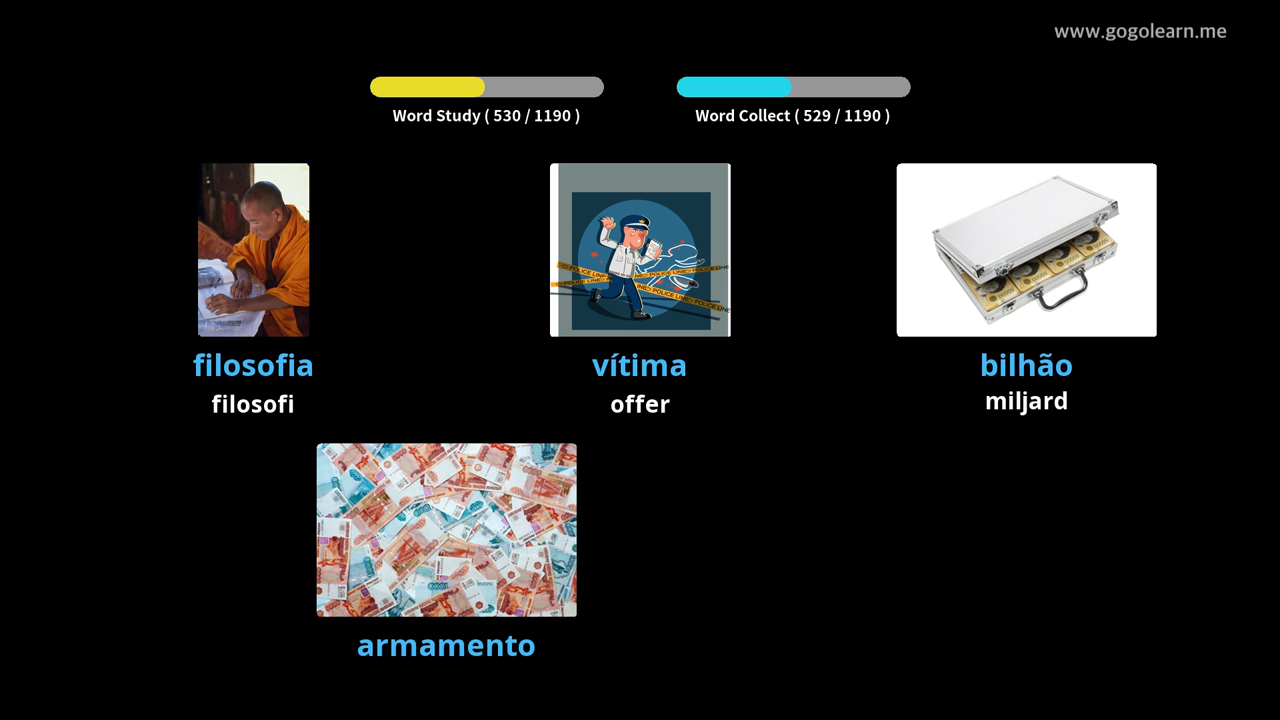 www.gogolearn.me
Word Study ( 530 / 1190 )
Word Collect ( 529 / 1190 )
filosofia
filosofi
vítima
offer
bilhão
miljard
armamento